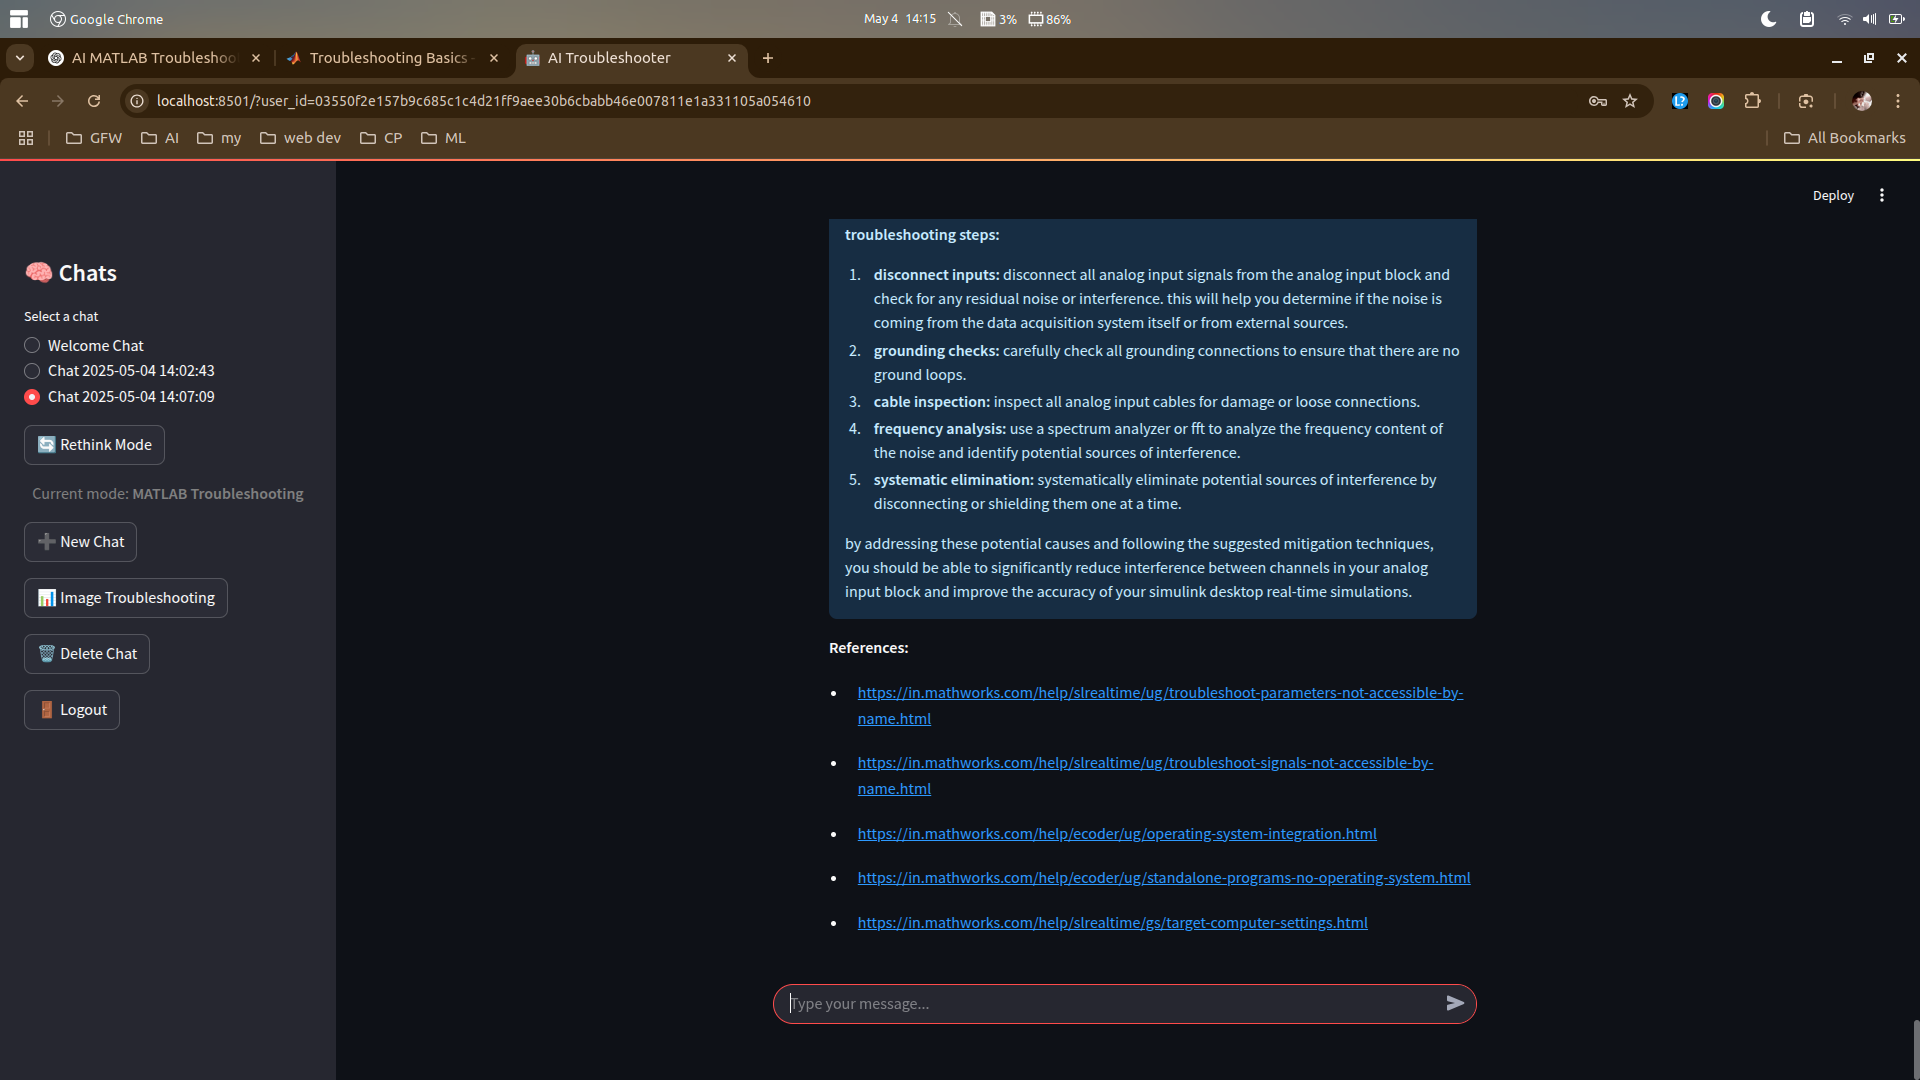 Google Chrome
May 4 14:15
3%
86%
AI MATLAB Troubleshoo
Troubleshooting Basics
AI Troubleshooter
localhost:8501/?user_id=03550f2e157b9c685c1c4d21ff9aee30b6cbabb46e007811e1a331105a054610
GFW
AI
my
web dev
CP
ML
All Bookmarks
Deploy
Chats
Select a chat
Welcome Chat
Chat 2025-05-04 14:02:43
Chat 2025-05-04 14:07:09
Rethink Mode
Current mode: MATLAB Troubleshooting
New Chat
Image Troubleshooting
Delete Chat
Logout
troubleshooting steps:
1. disconnect inputs: disconnect all analog input signals from the analog input block and
check for any residual noise or interference. this will help you determine if the noise is
coming from the data acquisition system itself or from external sources.
2. grounding checks: carefully check all grounding connections to ensure that there are no
ground loops.
3. cable inspection: inspect all analog input cables for damage or loose connections.
4. frequency analysis: use a spectrum analyzer or fft to analyze the frequency content of
the noise and identify potential sources of interference.
5. systematic elimination: systematically eliminate potential sources of interference by
disconnecting or shielding them one at a time.
by addressing these potential causes and following the suggested mitigation techniques,
you should be able to significantly reduce interference between channels in your analog
input block and improve the accuracy of your simulink desktop real-time simulations.
References:
• https://in.mathworks.com/help/slrealtime/ug/troubleshoot-parameters-not-accessible-by-
name.html
• https://in.mathworks.com/help/slrealtime/ug/troubleshoot-signals-not-accessible-by-
name.html
• https://in.mathworks.com/help/ecoder/ug/operating-system-integration.html
• https://in.mathworks.com/help/ecoder/ug/standalone-programs-no-operating-system.html
• https://in.mathworks.com/help/slrealtime/gs/target-computer-settings.html
Type your message...